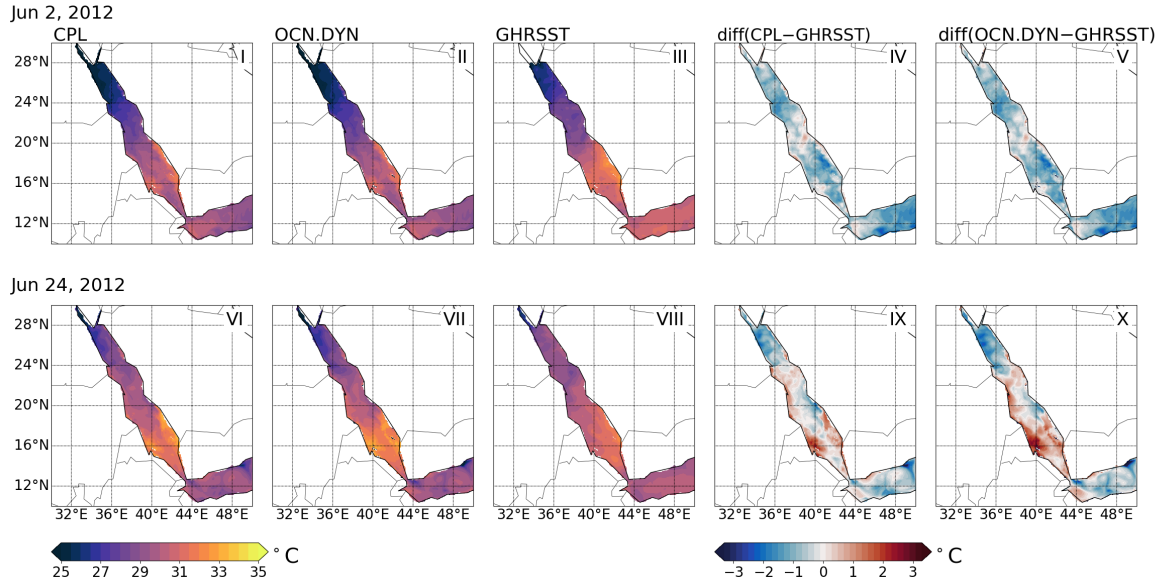 Jun 2, 2012
CPL OCN.DYN GHRSST diff(CPL−GHRSST) diff(OCN.DYN−GHRSST)
I II III IV V
28°N
24°N
20°N
16°N
12°N
Jun 24, 2012
VI VII VIII IX X
28°N
24°N
20°N
16°N
12°N
32°E 36°E 40°E 44°E 48°E 32°E 36°E 40°E 44°E 48°E 32°E 36°E 40°E 44°E 48°E 32°E 36°E 40°E 44°E 48°E 32°E 36°E 40°E 44°E 48°E
° C ° C
25 27 29 31 33 35 −3 −2 −1 0 1 2 3